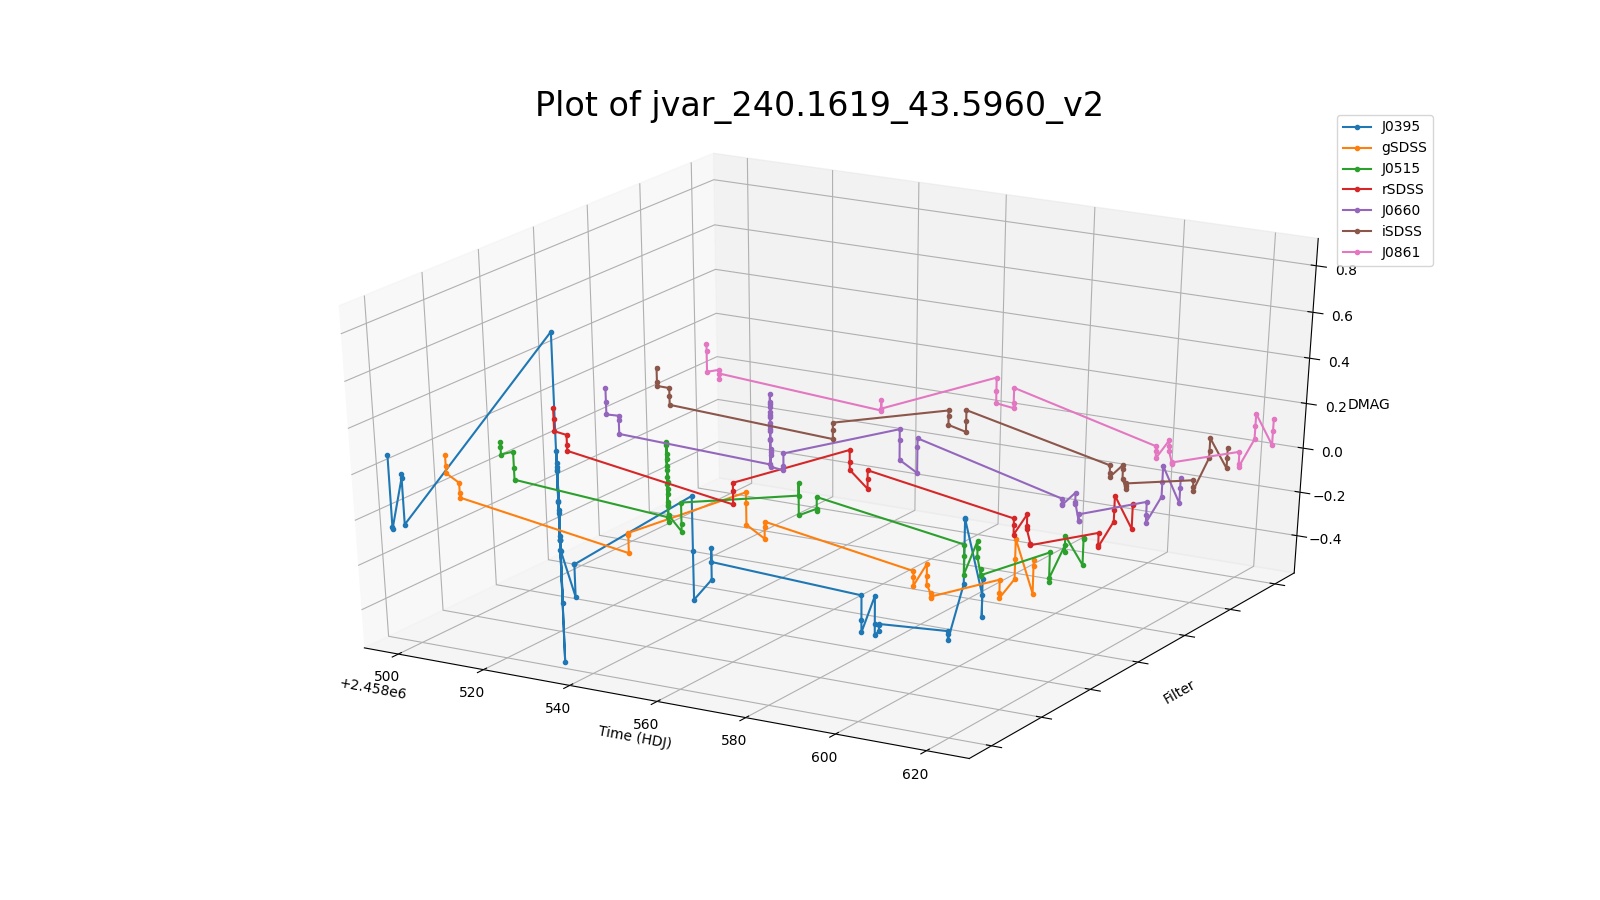 Plot of jvar_240.1619_43.5960_v2
J0395
gSDSS
J0515
rSDSS
J0660
iSDSS
J0861
0.8
0.6
0.4
0.2
DMAG
0.0
−0.2
−0.4
500
+2.458e6
520
540
560
580
600
620
Time (HDJ)
Filter